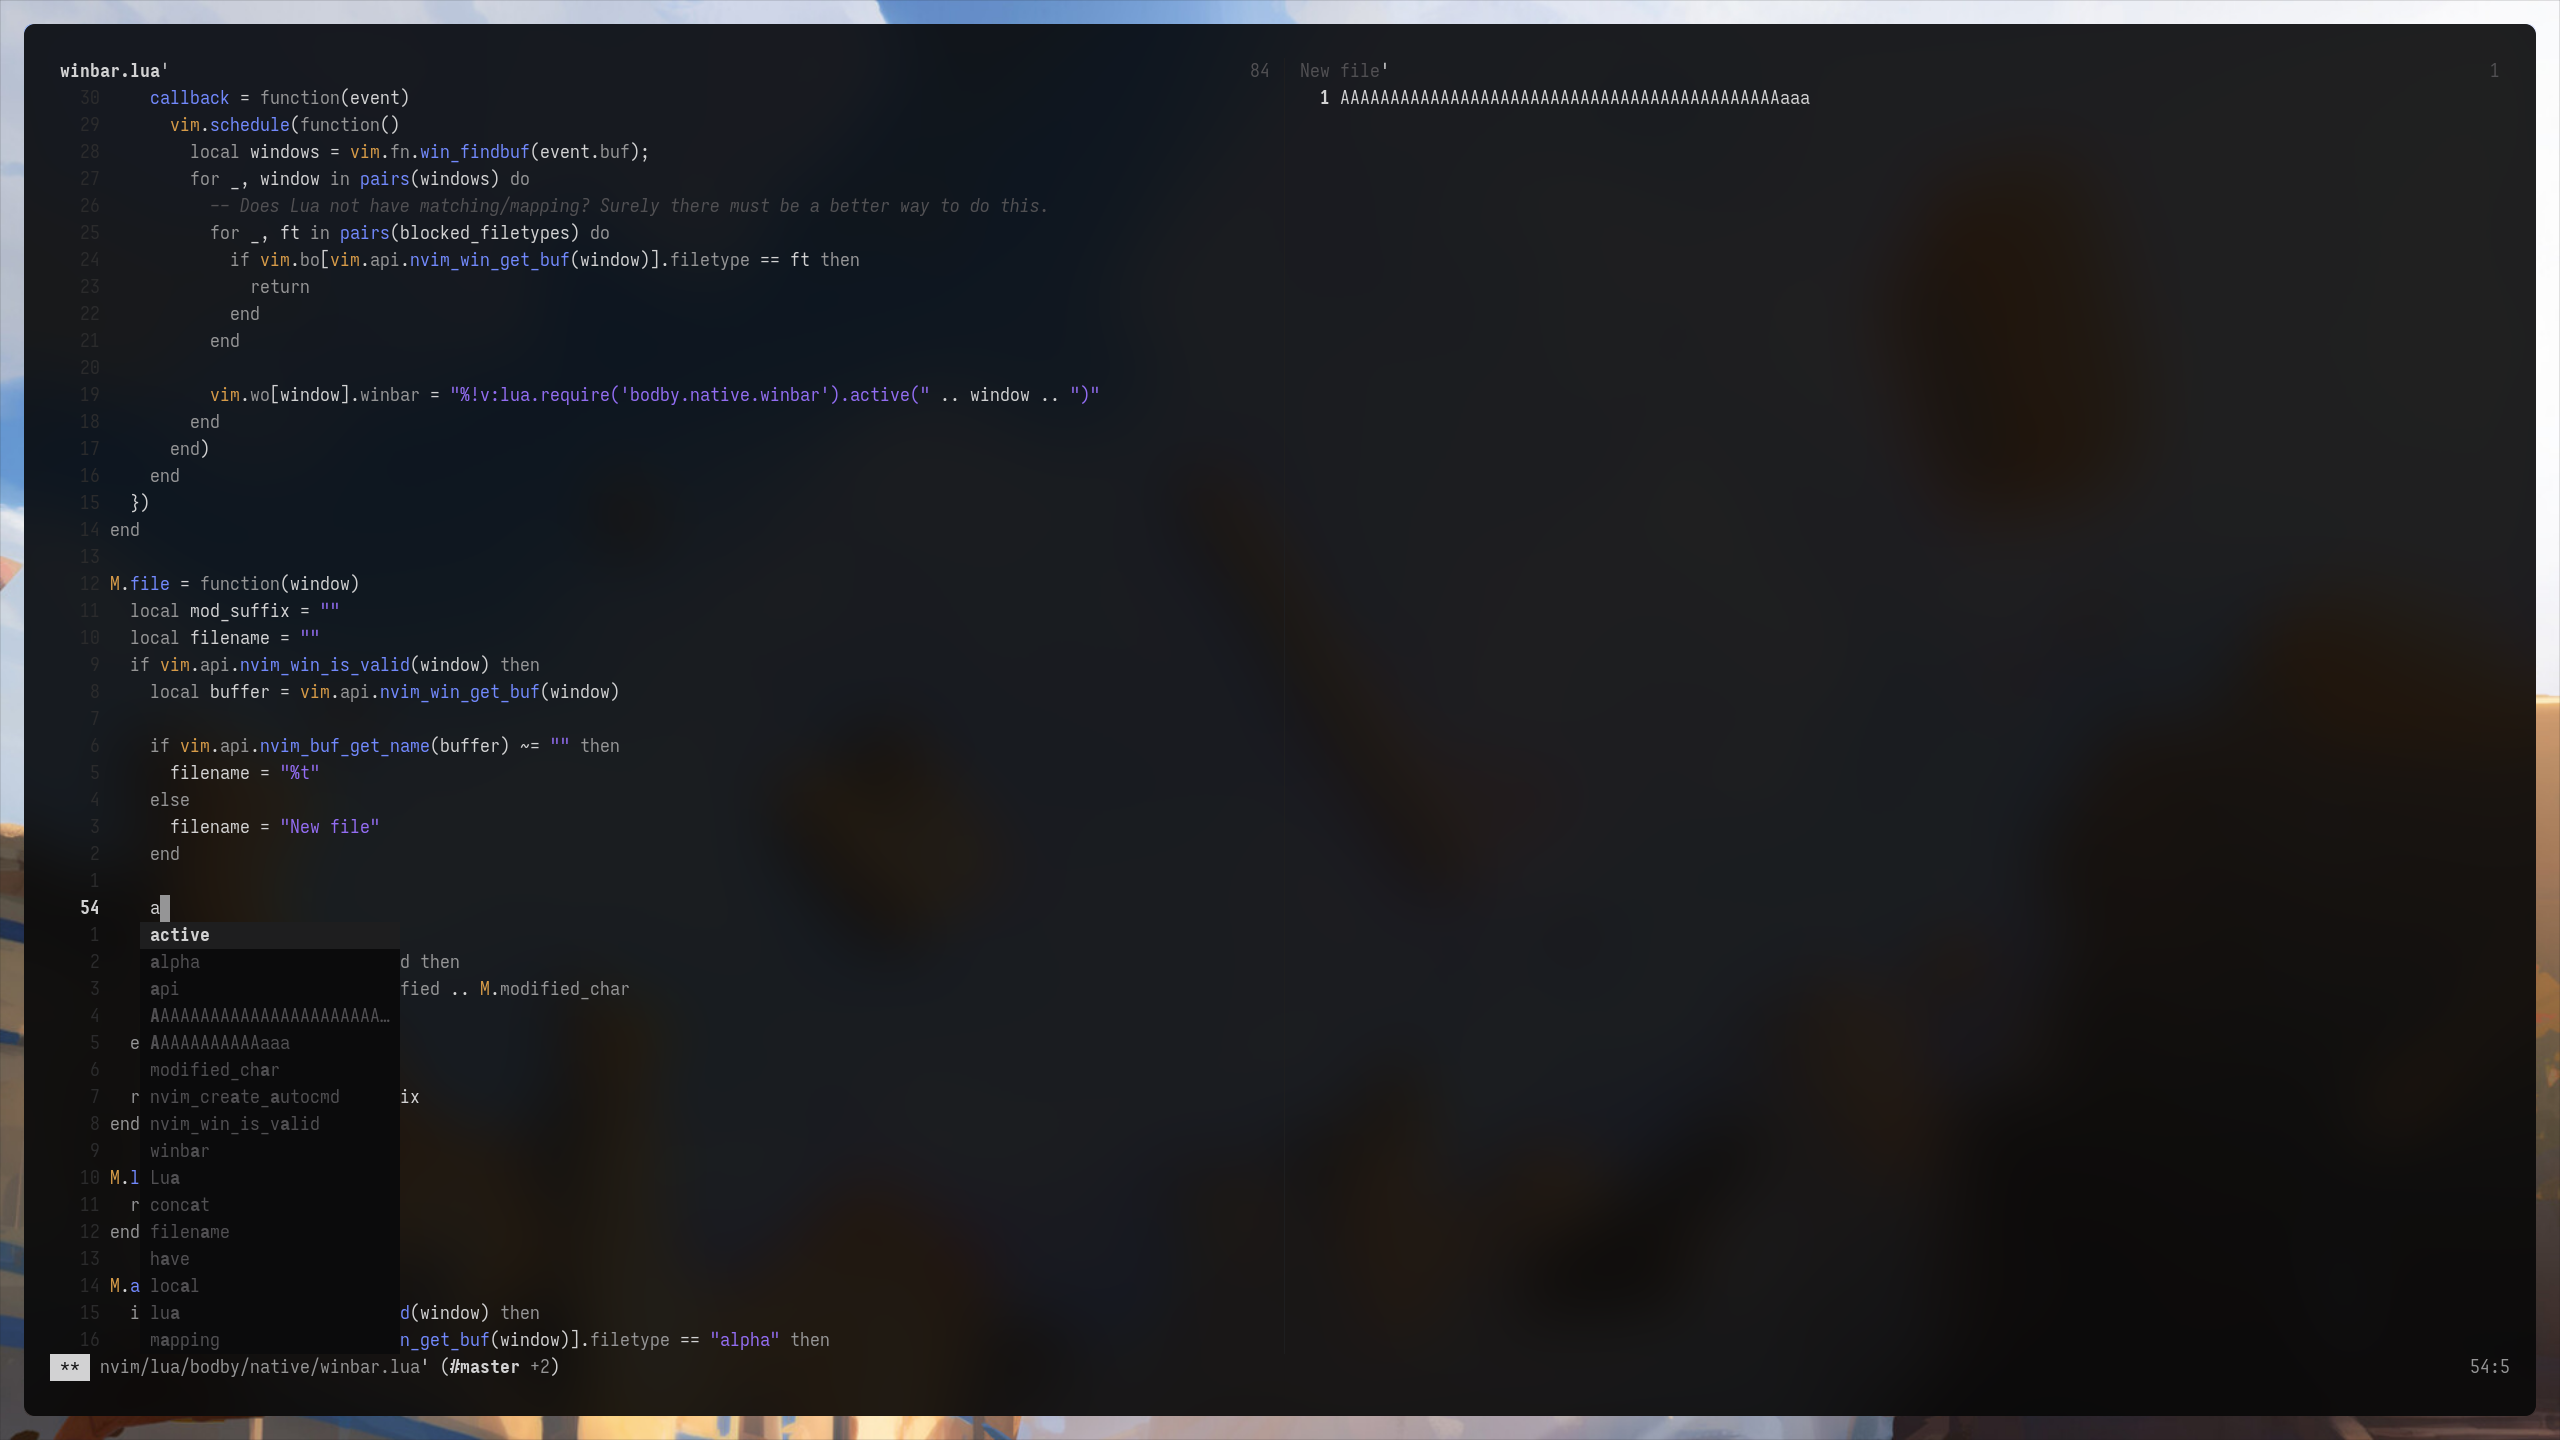 winbar.lua' 84
30     callback = function(event)
29       vim.schedule(function()
28         local windows = vim.fn.win_findbuf(event.buf);
27         for _, window in pairs(windows) do
26           -- Does Lua not have matching/mapping? Surely there must be a better way to do this.
25           for _, ft in pairs(blocked_filetypes) do
24             if vim.bo[vim.api.nvim_win_get_buf(window)].filetype == ft then
23               return
22             end
21           end
20
19           vim.wo[window].winbar = "%!v:lua.require('bodby.native.winbar').active(" .. window .. ")"
18         end
17       end)
16     end
15   })
14 end
13
12 M.file = function(window)
11   local mod_suffix = ""
10   local filename = ""
9   if vim.api.nvim_win_is_valid(window) then
8     local buffer = vim.api.nvim_win_get_buf(window)
7
6     if vim.api.nvim_buf_get_name(buffer) ~= "" then
5       filename = "%t"
4     else
3       filename = "New file"
2     end
1
54     a
1     active
2     alpha d then
3     api fied .. M.modified_char
4     AAAAAAAAAAAAAAAAAAAAAAA…
5   e AAAAAAAAAAAaaa
6     modified_char
7   r nvim_create_autocmd ix
8 end nvim_win_is_valid
9     winbar
10 M.l Lua
11   r concat
12 end filename
13     have
14 M.a local
15   i lua d(window) then
16     mapping n_get_buf(window)].filetype == "alpha" then
New file' 1
1 AAAAAAAAAAAAAAAAAAAAAAAAAAAAAAAAAAAAAAAAAAAAaaa
** nvim/lua/bodby/native/winbar.lua' (#master +2) 54:5